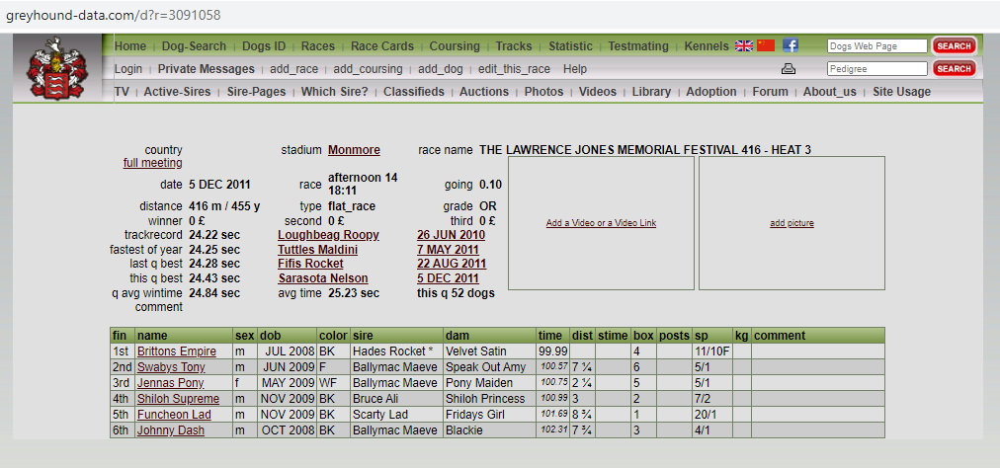 greyhound-data.com/d?r=3091058
Home | Dog-Search | Dogs ID | Races | Race Cards | Coursing | Tracks | Statistic | Testmating | Kennels Dogs Web Page SEARCH
Login | Private Messages | add_race | add_coursing | add_dog | edit_this_race Help Pedigree SEARCH
TV | Active-Sires | Sire-Pages | Which Sire? | Classifieds | Auctions | Photos | Videos | Library | Adoption | Forum | About_us | Site Usage
country stadium Monmore race name THE LAWRENCE JONES MEMORIAL FESTIVAL 416 - HEAT 3
full meeting
date 5 DEC 2011 race afternoon 14 18:11 going 0.10
distance 416 m / 455 y type flat_race grade OR
winner 0 £ second 0 £ third 0 £
trackrecord 24.22 sec Loughbeag Roopy 26 JUN 2010
fastest of year 24.25 sec Tuttles Maldini 7 MAY 2011
last q best 24.28 sec Fifis Rocket 22 AUG 2011
this q best 24.43 sec Sarasota Nelson 5 DEC 2011
q avg wintime 24.84 sec avg time 25.23 sec this q 52 dogs
comment
Add a Video or a Video Link
add picture
fin name sex dob color sire dam time dist stime box posts sp kg comment
1st Brittons Empire m JUL 2008 BK Hades Rocket * Velvet Satin 99.99 4 11/10F
2nd Swabys Tony m JUN 2009 F Ballymac Maeve Speak Out Amy 100.57 7 ¼ 6 5/1
3rd Jennas Pony f MAY 2009 WF Ballymac Maeve Pony Maiden 100.75 2 ¼ 5 5/1
4th Shiloh Supreme m NOV 2009 BK Bruce Ali Shiloh Princess 100.99 3 2 7/2
5th Funcheon Lad m NOV 2009 BK Scarty Lad Fridays Girl 101.69 8 ¾ 1 20/1
6th Johnny Dash m OCT 2008 BK Ballymac Maeve Blackie 102.31 7 ¾ 3 4/1